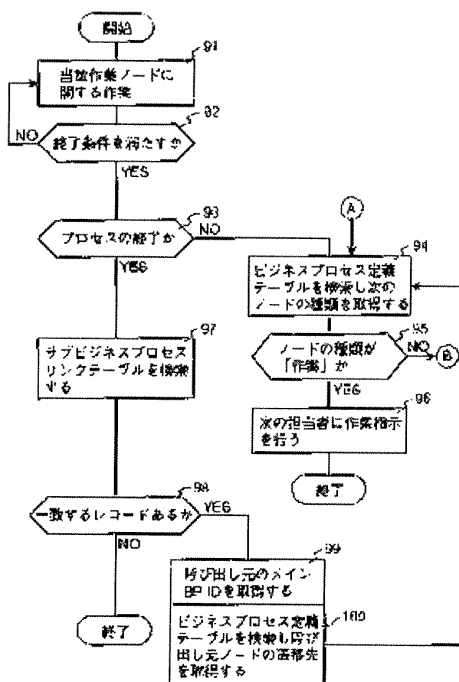 開始
91
当該作業ノードに
関する作業
92
終了条件を満たすか
NO
YES
93
プロセスの終了か
NO
YES
A
94
ビジネスプロセス定義
テーブルを検索し次の
ノードの種類を取得する
95
ノードの種類が
「作業」か
NO
B
YES
96
次の担当者に作業指示
を行う
終了
97
サブビジネスプロセス
リンクテーブルを検索
する
98
一致するレコードあるか
YES
NO
終了
99
呼び出し元のメイン
BP IDを取得する
100
ビジネスプロセス定義
テーブルを検索し呼び
出し元ノードの遷移先
を取得する